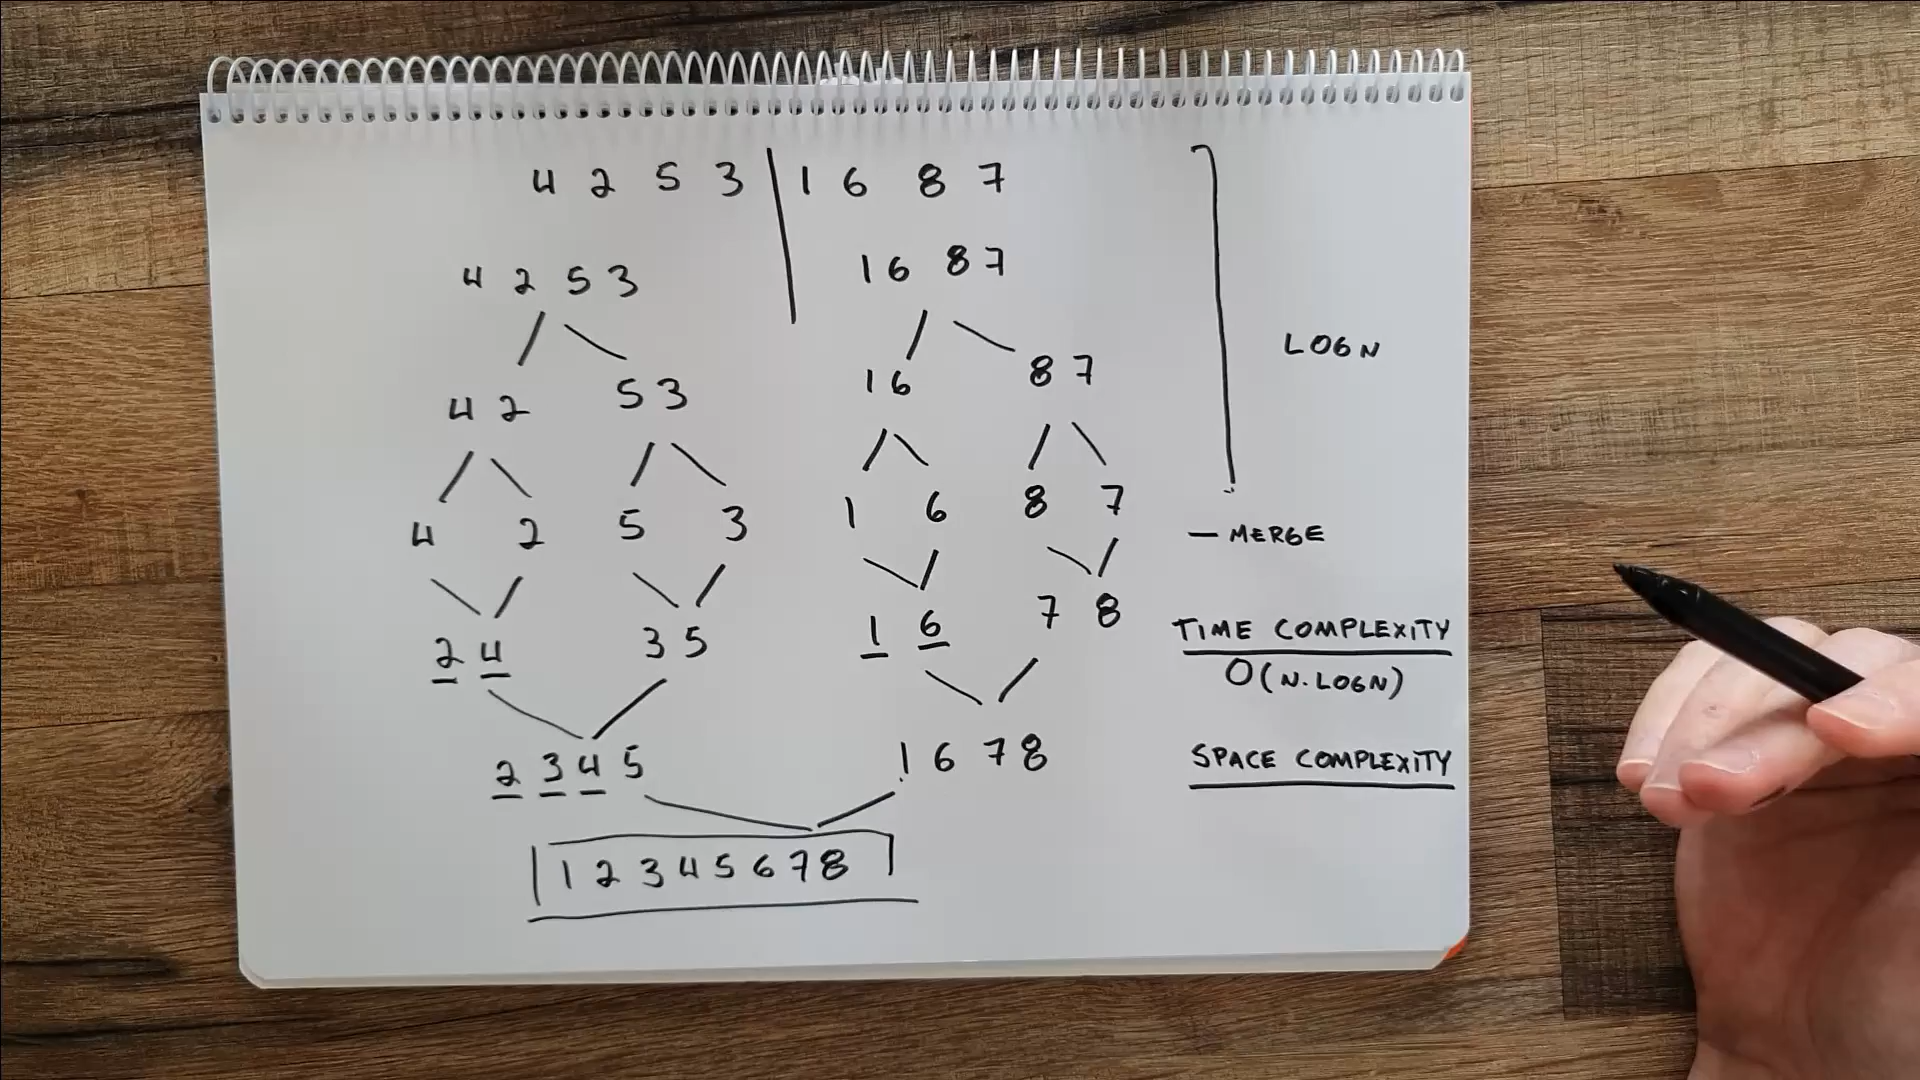 4 2 5 3 | 1 6 8 7
4 2 5 3
1 6 8 7
4 2
5 3
1 6
8 7
4 2 5 3
1 6 8 7
2 4
3 5
1 6
7 8
2 3 4 5
1 6 7 8
1 2 3 4 5 6 7 8
LOGN
— MERGE
TIME COMPLEXITY
O(N.LOGN)
SPACE COMPLEXITY